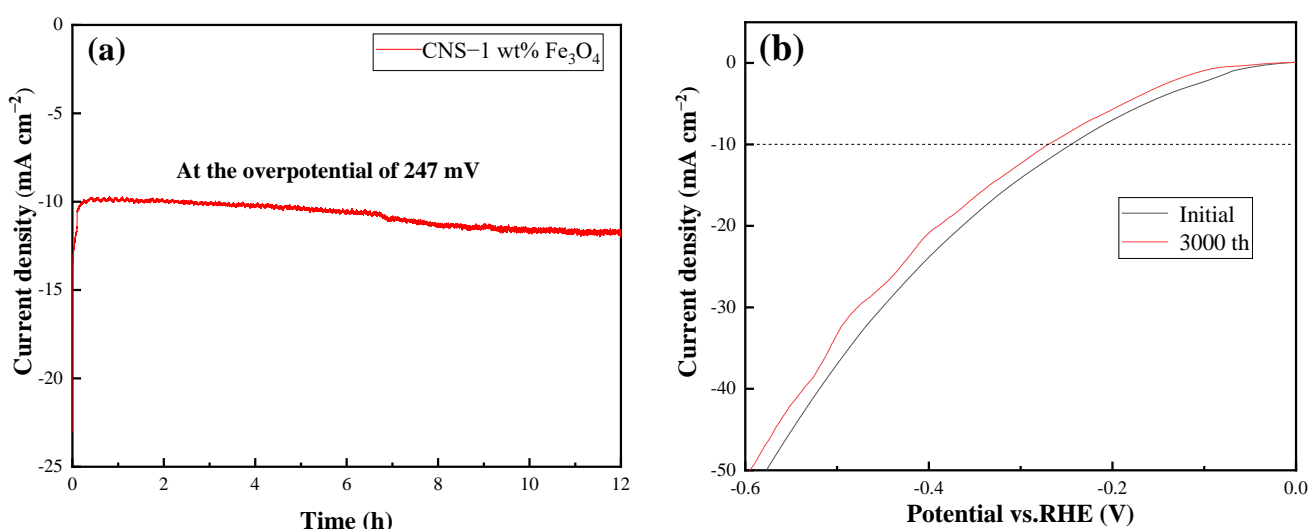 (a)
CNS−1 wt% Fe₃O₄
At the overpotential of 247 mV
Current density (mA cm⁻²)
0
-5
-10
-15
-20
-25
0
2
4
6
8
10
12
Time (h)
(b)
Initial
3000 th
Current density (mA cm⁻²)
0
-10
-20
-30
-40
-50
-0.6
-0.4
-0.2
0.0
Potential vs.RHE (V)